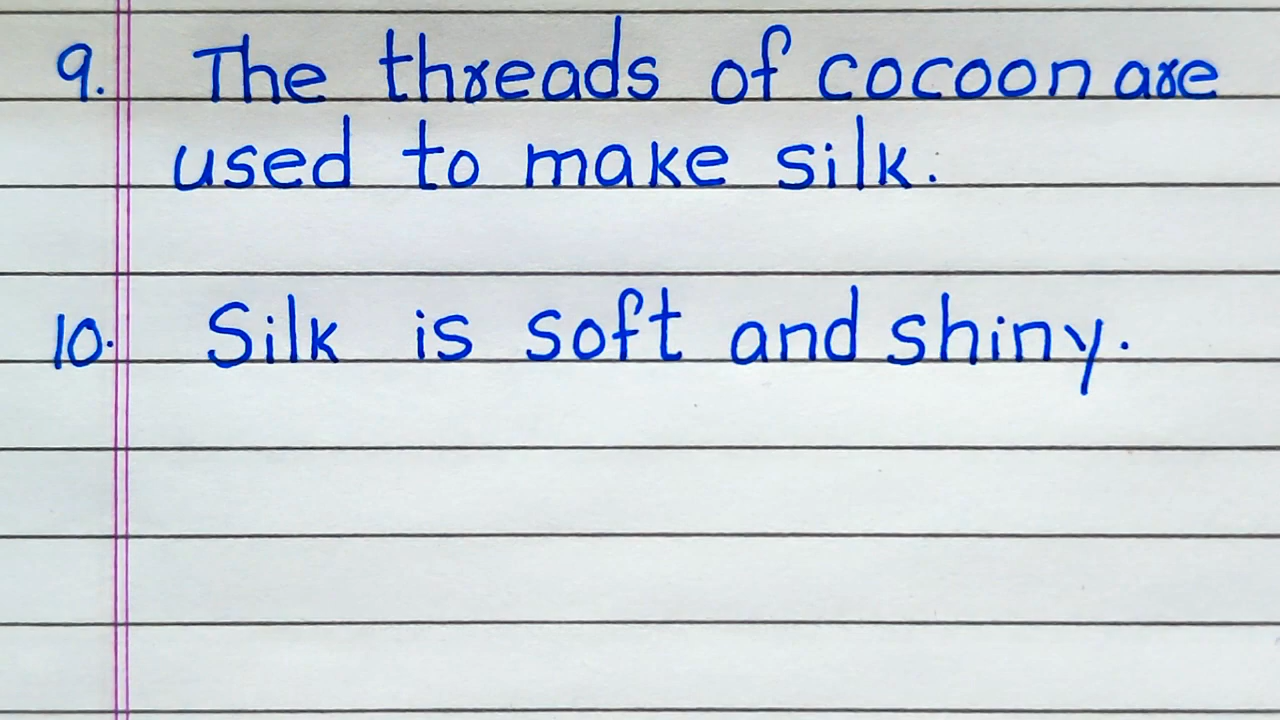 9. The threads of cocoon are
used to make silk.
10. Silk is soft and shiny.